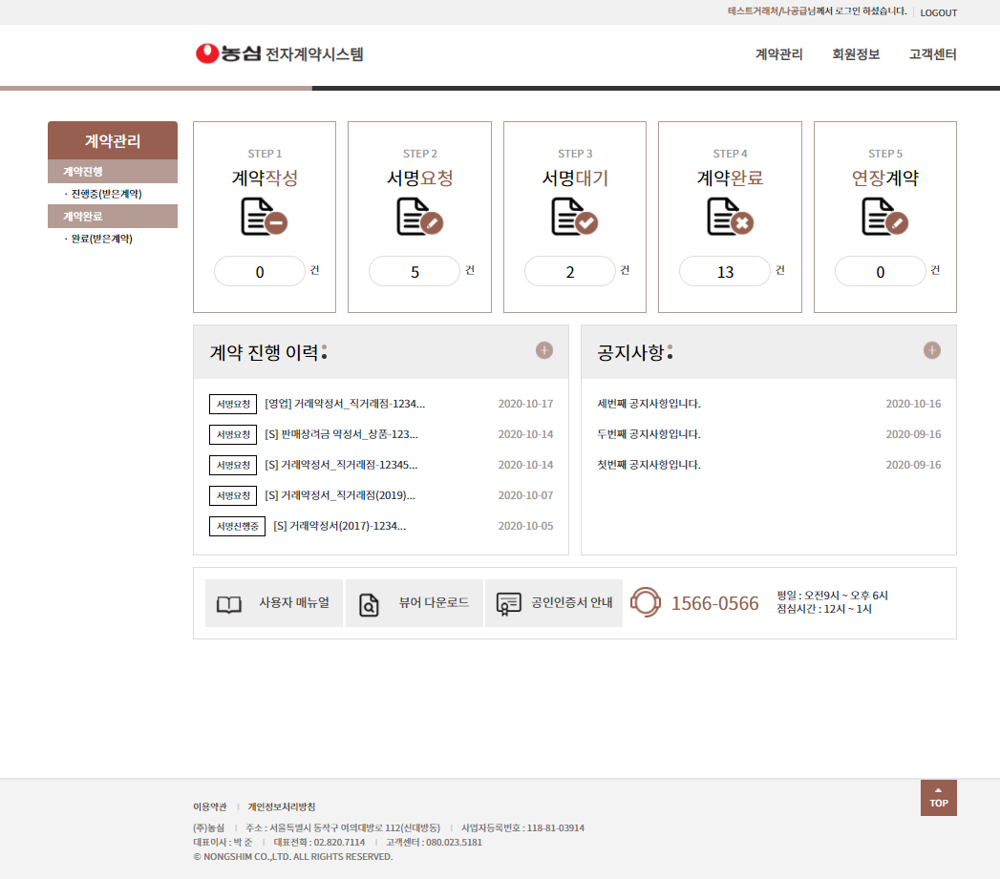 테스트거래처/나공급님께서 로그인 하셨습니다. LOGOUT
농심 전자계약시스템
계약관리 회원정보 고객센터
계약관리
계약진행
· 진행중(받은계약)
계약완료
· 완료(받은계약)
STEP 1
계약작성
0 건
STEP 2
서명요청
5 건
STEP 3
서명대기
2 건
STEP 4
계약완료
13 건
STEP 5
연장계약
0 건
계약 진행 이력
서명요청 [영업] 거래약정서_직거래점-1234... 2020-10-17
서명요청 [S] 판매장려금 약정서_상품-123... 2020-10-14
서명요청 [S] 거래약정서_직거래점-12345... 2020-10-14
서명요청 [S] 거래약정서_직거래점(2019)... 2020-10-07
서명진행중 [S] 거래약정서(2017)-1234... 2020-10-05
공지사항
세번째 공지사항입니다. 2020-10-16
두번째 공지사항입니다. 2020-09-16
첫번째 공지사항입니다. 2020-09-16
사용자 매뉴얼
뷰어 다운로드
공인인증서 안내
1566-0566
평일 : 오전9시 ~ 오후 6시
점심시간 : 12시 ~ 1시
TOP
이용약관 | 개인정보처리방침
(주)농심 | 주소 : 서울특별시 동작구 여의대방로 112(신대방동) | 사업자등록번호 : 118-81-03914
대표이사 : 박 준 | 대표전화 : 02.820.7114 | 고객센터 : 080.023.5181
© NONGSHIM CO.,LTD. ALL RIGHTS RESERVED.